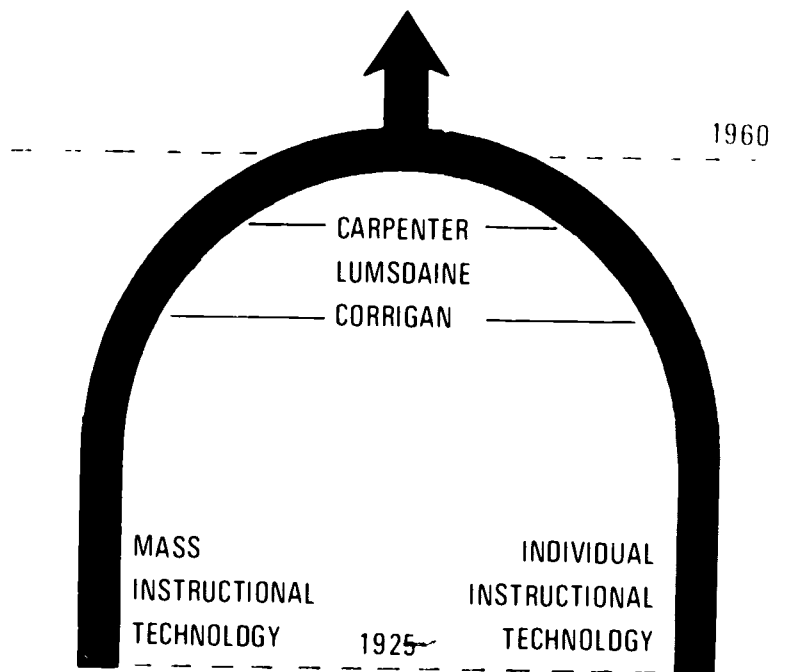 1960
CARPENTER
LUMSDAINE
CORRIGAN
MASS
INSTRUCTIONAL
TECHNOLOGY
INDIVIDUAL
INSTRUCTIONAL
TECHNOLOGY
1925